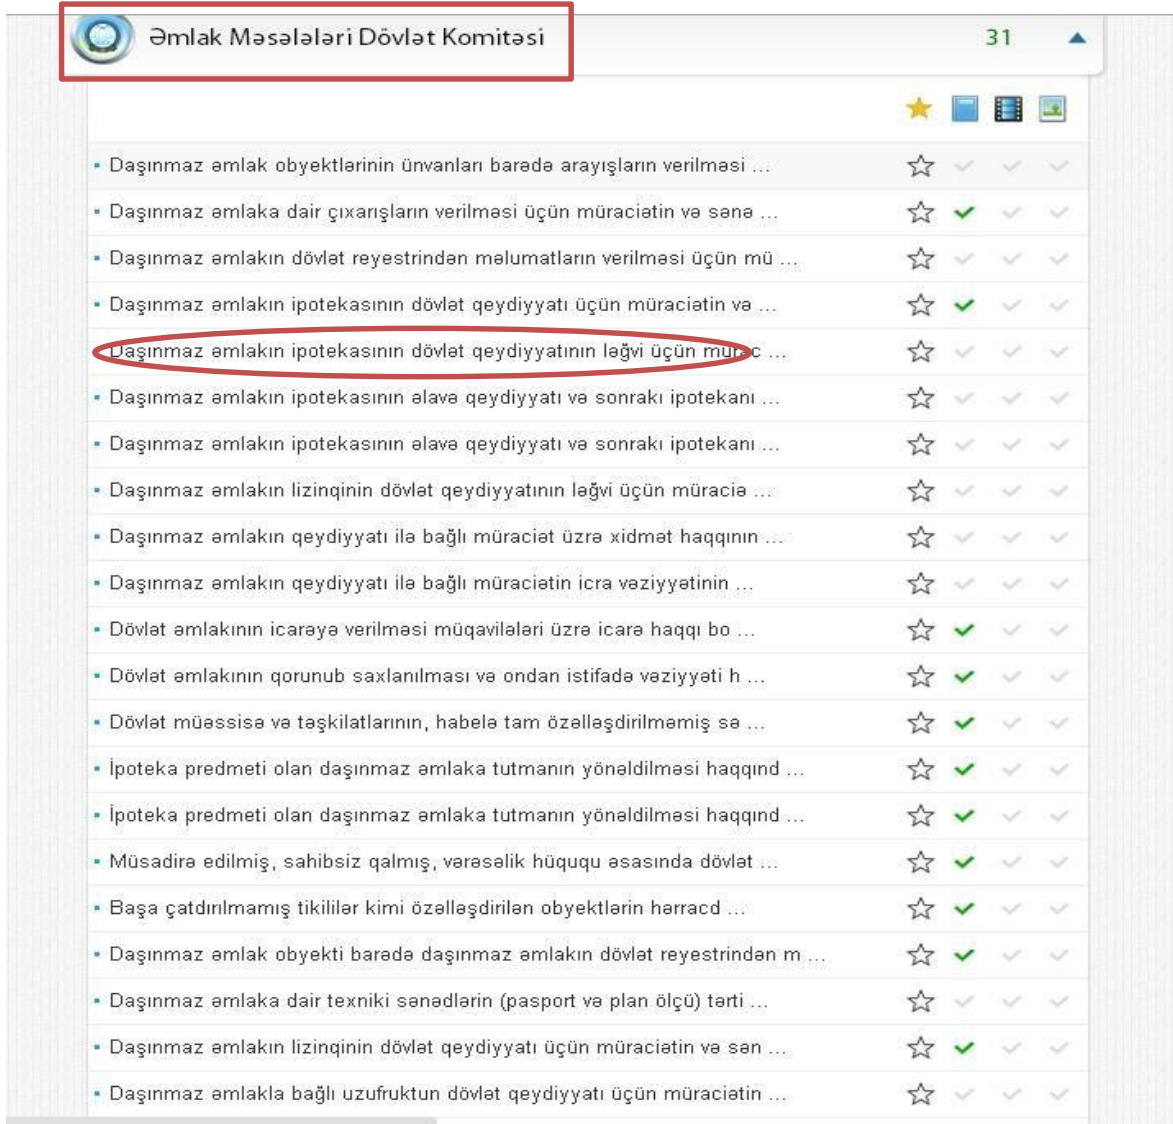 Əmlak Məsələləri Dövlət Komitəsi 31
Daşınmaz əmlak obyektlərinin ünvanları barədə arayışların verilməsi ...
Daşınmaz əmlaka dair çıxarışların verilməsi üçün müraciətin və sənə ...
Daşınmaz əmlakın dövlət reyestrindən məlumatların verilməsi üçün mü ...
Daşınmaz əmlakın ipotekasının dövlət qeydiyyatı üçün müraciətin və ...
Daşınmaz əmlakın ipotekasının dövlət qeydiyyatının ləğvi üçün mürac ...
Daşınmaz əmlakın ipotekasının əlavə qeydiyyatı və sonrakı ipotekanı ...
Daşınmaz əmlakın ipotekasının əlavə qeydiyyatı və sonrakı ipotekanı ...
Daşınmaz əmlakın lizinqinin dövlət qeydiyyatının ləğvi üçün müraciə ...
Daşınmaz əmlakın qeydiyyatı ilə bağlı müraciət üzrə xidmət haqqının ...
Daşınmaz əmlakın qeydiyyatı ilə bağlı müraciətin icra vəziyyətinin ...
Dövlət əmlakının icarəyə verilməsi müqavilələri üzrə icarə haqqı bo ...
Dövlət əmlakının qorunub saxlanılması və ondan istifadə vəziyyəti h ...
Dövlət müəssisə və təşkilatlarının, habelə tam özəlləşdirilməmiş sə ...
İpoteka predmeti olan daşınmaz əmlaka tutmanın yönəldilməsi haqqınd ...
İpoteka predmeti olan daşınmaz əmlaka tutmanın yönəldilməsi haqqınd ...
Müsadirə edilmiş, sahibsiz qalmış, vərəsəlik hüququ əsasında dövlət ...
Başa çatdırılmamış tikililər kimi özəlləşdirilən obyektlərin hərracd ...
Daşınmaz əmlak obyekti barədə daşınmaz əmlakın dövlət reyestrindən m ...
Daşınmaz əmlaka dair texniki sənədlərin (pasport və plan ölçü) tərti ...
Daşınmaz əmlakın lizinqinin dövlət qeydiyyatı üçün müraciətin və sən ...
Daşınmaz əmlakla bağlı uzufruktun dövlət qeydiyyatı üçün müraciətin ...